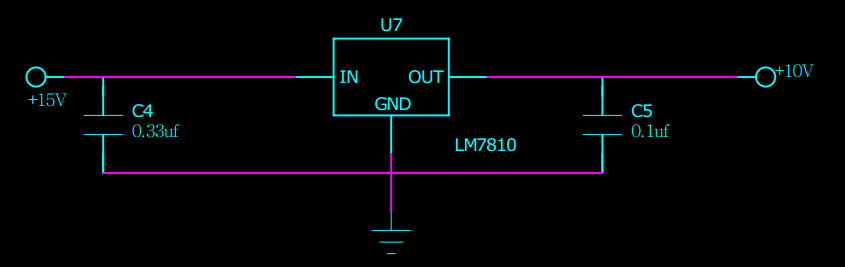 U7
IN OUT
GND
+15V
+10V
C4
0.33uf
C5
0.1uf
LM7810